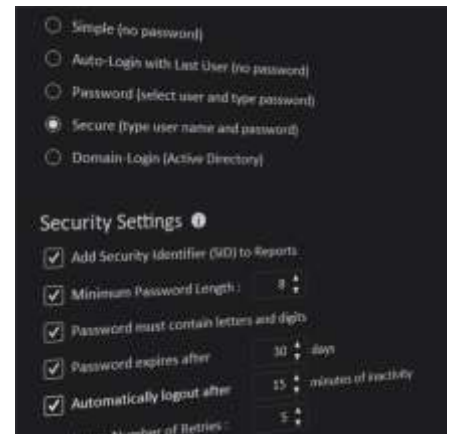 Simple (no password)
Auto-Login with Last User (no password)
Password (select user and type password)
Secure (type user name and password)
Domain-Login (Active Directory)
Security Settings
Add Security Identifier (SID) to Reports
Minimum Password Length : 8
Password must contain letters and digits
Password expires after 30 days
Automatically logout after 15 minutes of inactivity
Number of Retries : 5